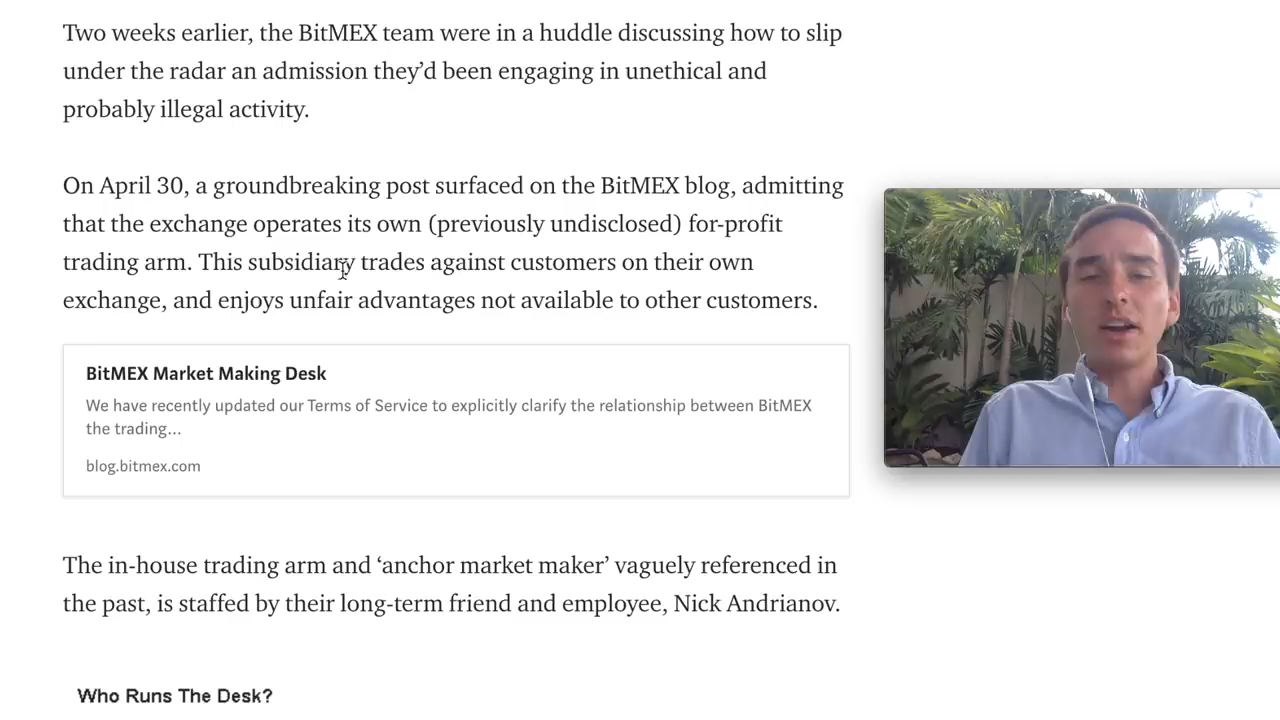 Two weeks earlier, the BitMEX team were in a huddle discussing how to slip
under the radar an admission they’d been engaging in unethical and
probably illegal activity.
On April 30, a groundbreaking post surfaced on the BitMEX blog, admitting
that the exchange operates its own (previously undisclosed) for-profit
trading arm. This subsidiary trades against customers on their own
exchange, and enjoys unfair advantages not available to other customers.
BitMEX Market Making Desk
We have recently updated our Terms of Service to explicitly clarify the relationship between BitMEX
the trading...
blog.bitmex.com
The in-house trading arm and ‘anchor market maker’ vaguely referenced in
the past, is staffed by their long-term friend and employee, Nick Andrianov.
Who Runs The Desk?